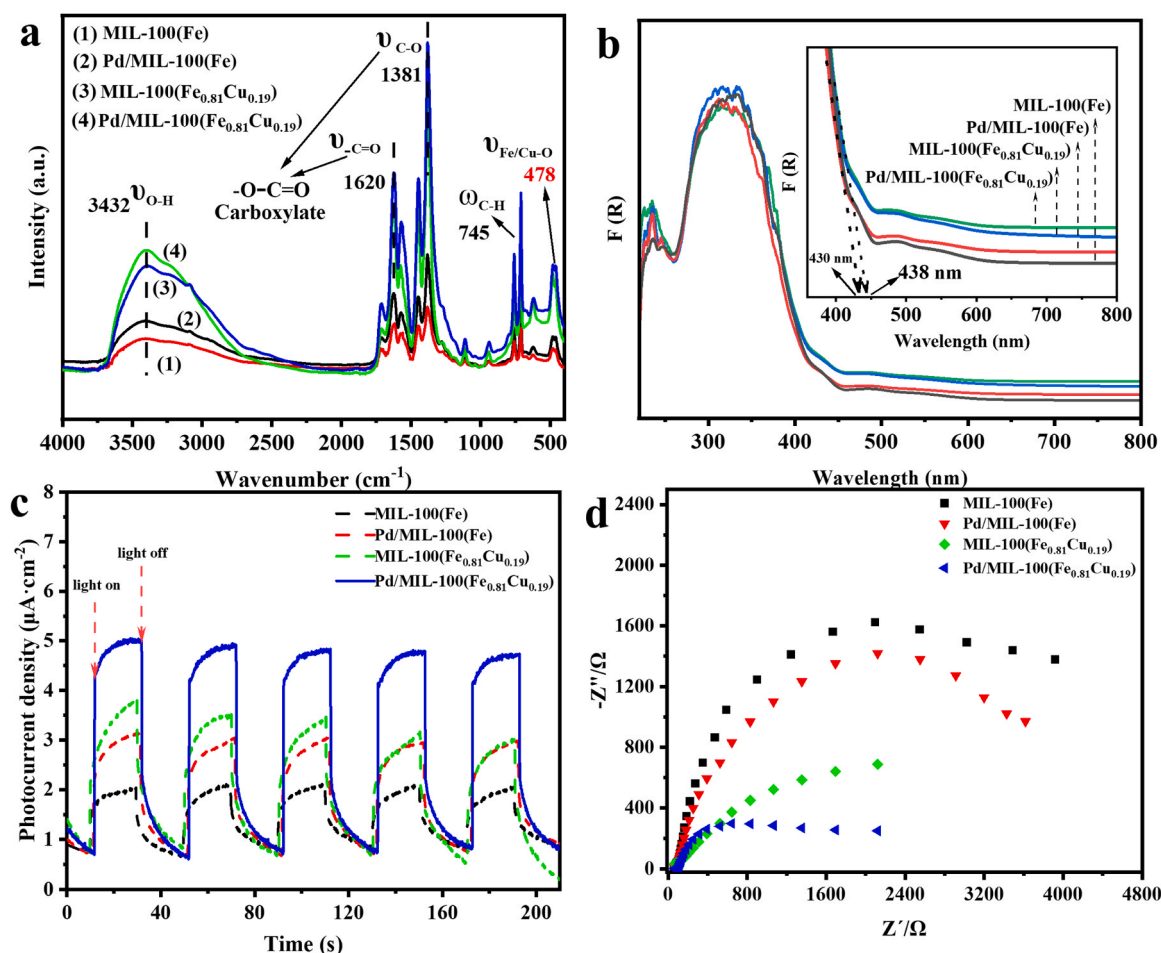 a
(1) MIL-100(Fe)
(2) Pd/MIL-100(Fe)
(3) MIL-100(Fe0.81Cu0.19)
(4) Pd/MIL-100(Fe0.81Cu0.19)
υ C-O
1381
υ-C=O
1620
-O-C=O
Carboxylate
υFe/Cu-O
478
ωC-H
745
3432
υO-H
(4)
(3)
(2)
(1)
Intensity (a.u.)
4000 3500 3000 2500 2000 1500 1000 500
Wavenumber (cm-1)
b
F (R)
300 400 500 600 700 800
Wavelength (nm)
MIL-100(Fe)
Pd/MIL-100(Fe)
MIL-100(Fe0.81Cu0.19)
Pd/MIL-100(Fe0.81Cu0.19)
F (R)
430 nm
438 nm
400 500 600 700 800
Wavelength (nm)
c
MIL-100(Fe)
Pd/MIL-100(Fe)
MIL-100(Fe0.81Cu0.19)
Pd/MIL-100(Fe0.81Cu0.19)
light off
light on
Photocurrent density (μA·cm-2)
8
7
6
5
4
3
2
1
0
0 40 80 120 160 200
Time (s)
d
MIL-100(Fe)
Pd/MIL-100(Fe)
MIL-100(Fe0.81Cu0.19)
Pd/MIL-100(Fe0.81Cu0.19)
-Z''/Ω
2400
2000
1600
1200
800
400
0
0 800 1600 2400 3200 4000 4800
Z′/Ω